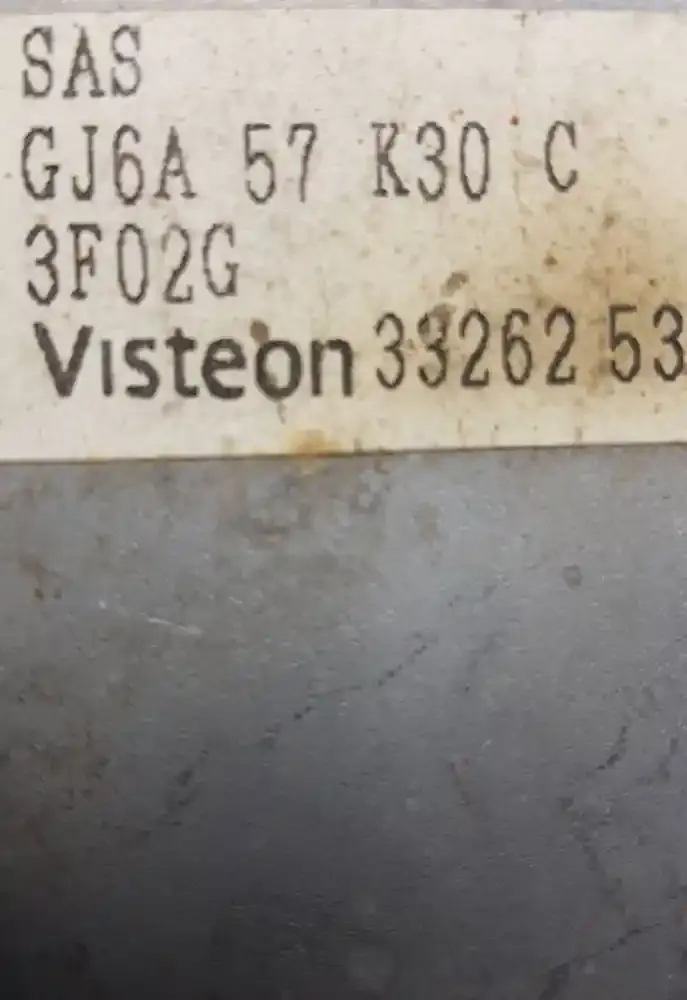 SAS
GJ6A 57 K30 C
3F02G
Visteon 33262 53